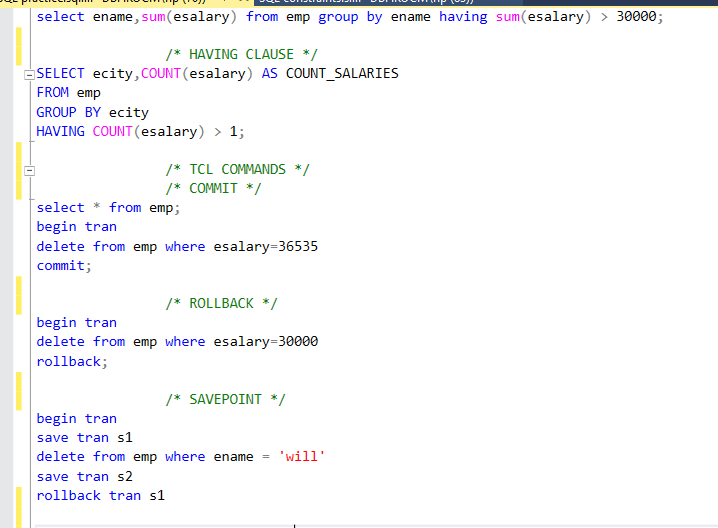 select ename,sum(esalary) from emp group by ename having sum(esalary) > 30000;
/* HAVING CLAUSE */
SELECT ecity,COUNT(esalary) AS COUNT_SALARIES
FROM emp
GROUP BY ecity
HAVING COUNT(esalary) > 1;
/* TCL COMMANDS */
/* COMMIT */
select * from emp;
begin tran
delete from emp where esalary=36535
commit;
/* ROLLBACK */
begin tran
delete from emp where esalary=30000
rollback;
/* SAVEPOINT */
begin tran
save tran s1
delete from emp where ename = 'will'
save tran s2
rollback tran s1